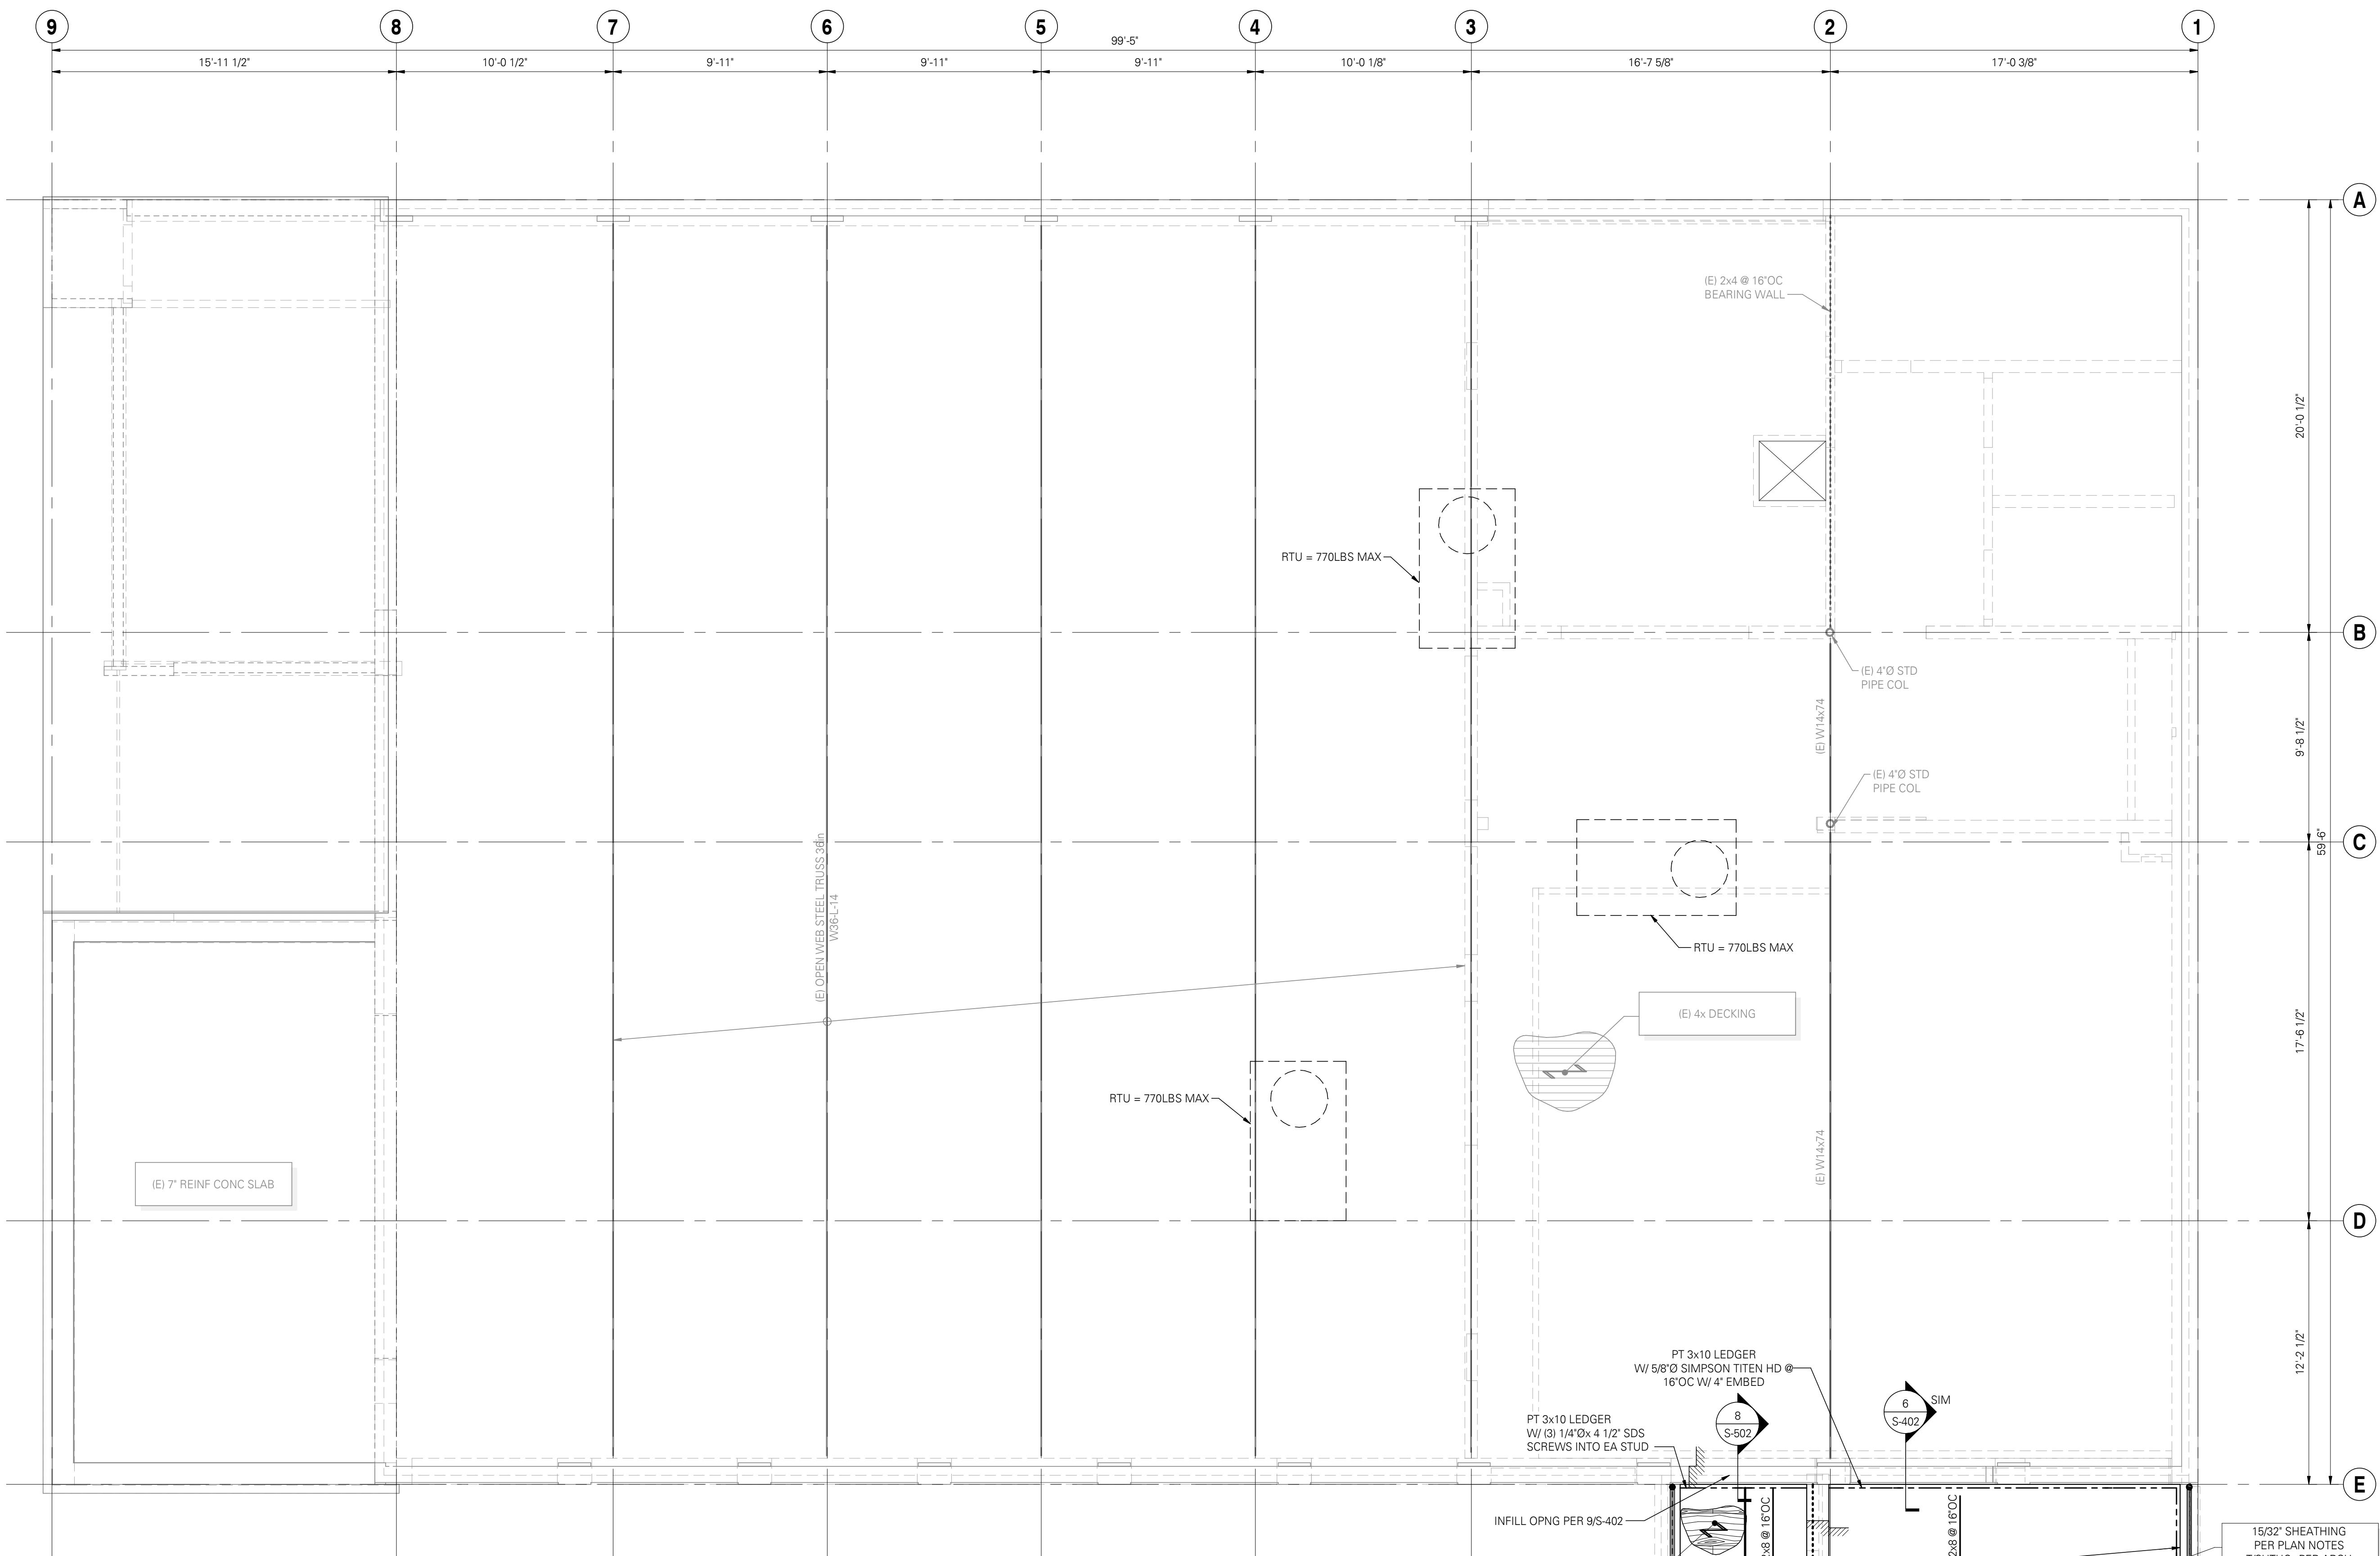 9
8
7
6
5
4
3
2
1
99'-5"
15'-11 1/2"
10'-0 1/2"
9'-11"
9'-11"
9'-11"
10'-0 1/8"
16'-7 5/8"
17'-0 3/8"
A
(E) 2x4 @ 16"OC
BEARING WALL
20'-0 1/2"
RTU = 770LBS MAX
B
(E) 4"Ø STD
PIPE COL
(E) W14x74
9'-8 1/2"
(E) 4"Ø STD
PIPE COL
C
59'-6"
(E) OPEN WEB STEEL TRUSS 36in
W36-L-14
RTU = 770LBS MAX
(E) 4x DECKING
17'-6 1/2"
RTU = 770LBS MAX
(E) W14x74
(E) 7" REINF CONC SLAB
D
12'-2 1/2"
PT 3x10 LEDGER
W/ 5/8"Ø SIMPSON TITEN HD @
16"OC W/ 4" EMBED
6
S-402
SIM
8
S-502
PT 3x10 LEDGER
W/ (3) 1/4"Øx 4 1/2" SDS
SCREWS INTO EA STUD
E
INFILL OPNG PER 9/S-402
2x8 @ 16"OC
2x8 @ 16"OC
15/32" SHEATHING
PER PLAN NOTES